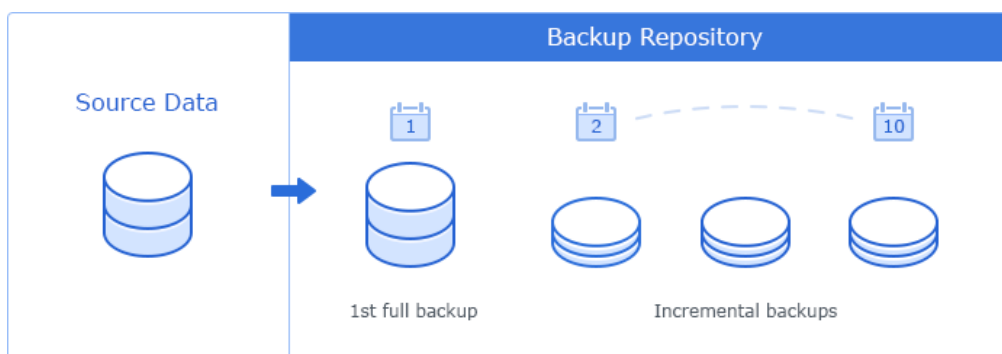 Backup Repository
Source Data
1
2
10
1st full backup
Incremental backups